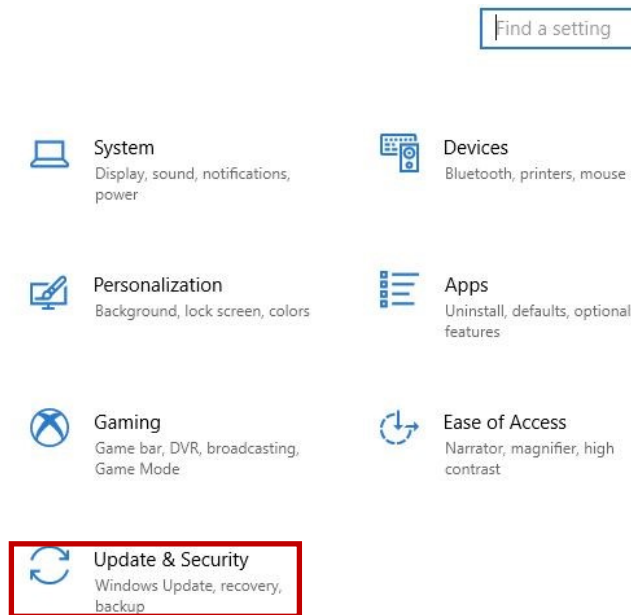 Find a setting
System
Display, sound, notifications,
power
Devices
Bluetooth, printers, mouse
Personalization
Background, lock screen, colors
Apps
Uninstall, defaults, optional
features
Gaming
Game bar, DVR, broadcasting,
Game Mode
Ease of Access
Narrator, magnifier, high
contrast
Update & Security
Windows Update, recovery,
backup